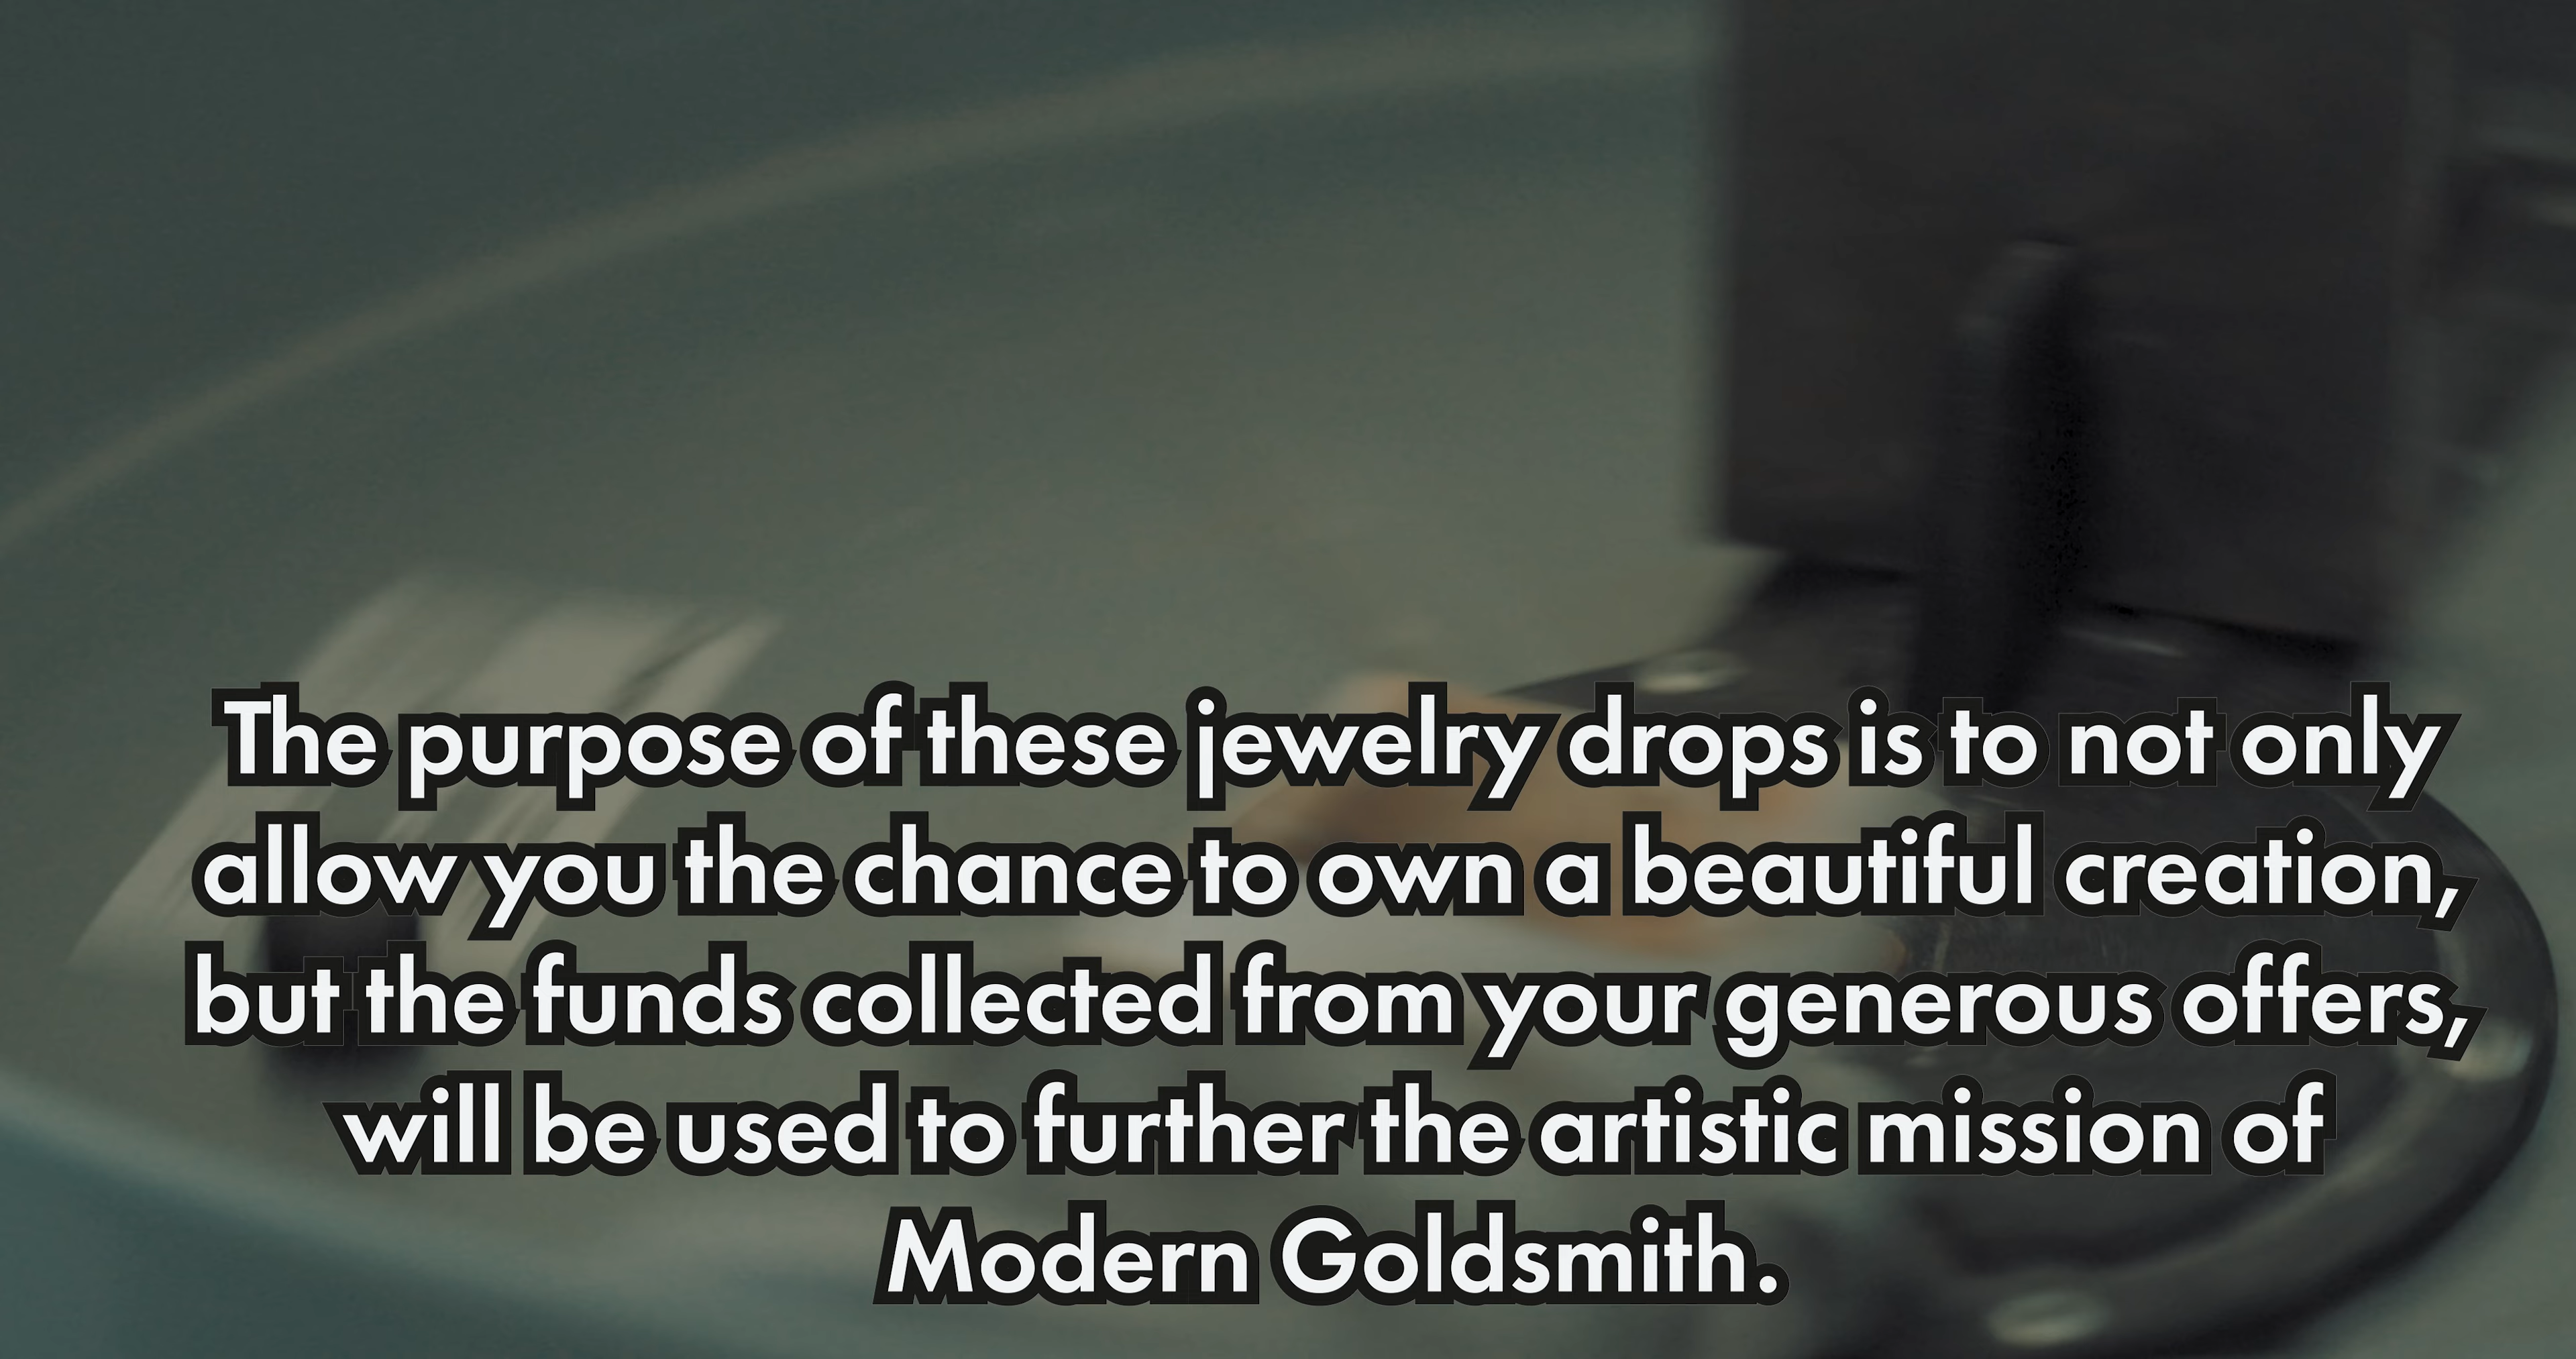 The purpose of these jewelry drops is to not only
allow you the chance to own a beautiful creation,
but the funds collected from your generous offers,
will be used to further the artistic mission of
Modern Goldsmith.